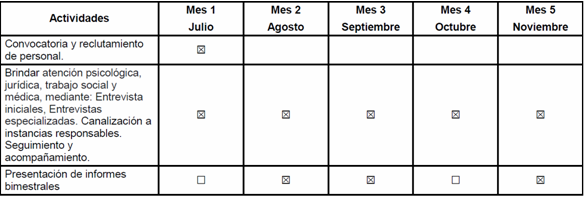 Actividades
Mes 1
Julio
Mes 2
Agosto
Mes 3
Septiembre
Mes 4
Octubre
Mes 5
Noviembre
Convocatoria y reclutamiento
de personal.
☒
Brindar atención psicológica,
jurídica, trabajo social y
médica, mediante: Entrevista
iniciales, Entrevistas
especializadas. Canalización a
instancias responsables.
Seguimiento y
acompañamiento.
☒ ☒ ☒ ☒ ☒
Presentación de informes
bimestrales
☐ ☒ ☒ ☐ ☒